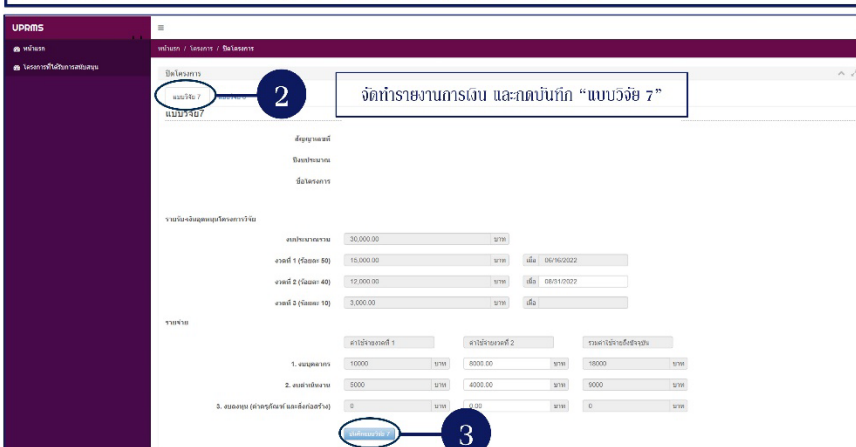 UPRMS
หน้าแรก
หน้าแรก / โครงการ / ปิดโครงการ
โครงการที่ได้รับการสนับสนุน
ปิดโครงการ
แบบวิจัย 7
2
จัดทำรายงานการเงิน และกดบันทึก “แบบวิจัย 7”
แบบวิจัย7
สัญญาเลขที่
ปีงบประมาณ
ชื่อโครงการ
รายรับ-เงินอุดหนุนโครงการวิจัย
งบประมาณรวม 30,000.00 บาท
งวดที่ 1 (ร้อยละ 50) 15,000.00 บาท เมื่อ 06/16/2022
งวดที่ 2 (ร้อยละ 40) 12,000.00 บาท เมื่อ 08/31/2022
งวดที่ 3 (ร้อยละ 10) 3,000.00 บาท เมื่อ
รายจ่าย
ค่าใช้จ่ายงวดที่ 1 ค่าใช้จ่ายงวดที่ 2 รวมค่าใช้จ่ายถึงปัจจุบัน
1. งบบุคลากร 10000 บาท 8000.00 บาท 18000 บาท
2. งบดำเนินงาน 5000 บาท 4000.00 บาท 9000 บาท
3. งบลงทุน (ค่าครุภัณฑ์ และสิ่งก่อสร้าง) 0 บาท 0.00 บาท 0 บาท
บันทึกแบบวิจัย 7
3